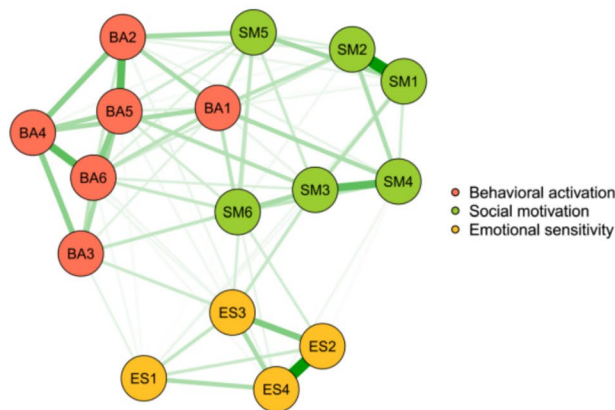 BA2
SM5
SM2
SM1
BA5
BA1
BA4
BA6
SM4
SM3
SM6
BA3
Behavioral activation
Social motivation
Emotional sensitivity
ES3
ES2
ES1
ES4